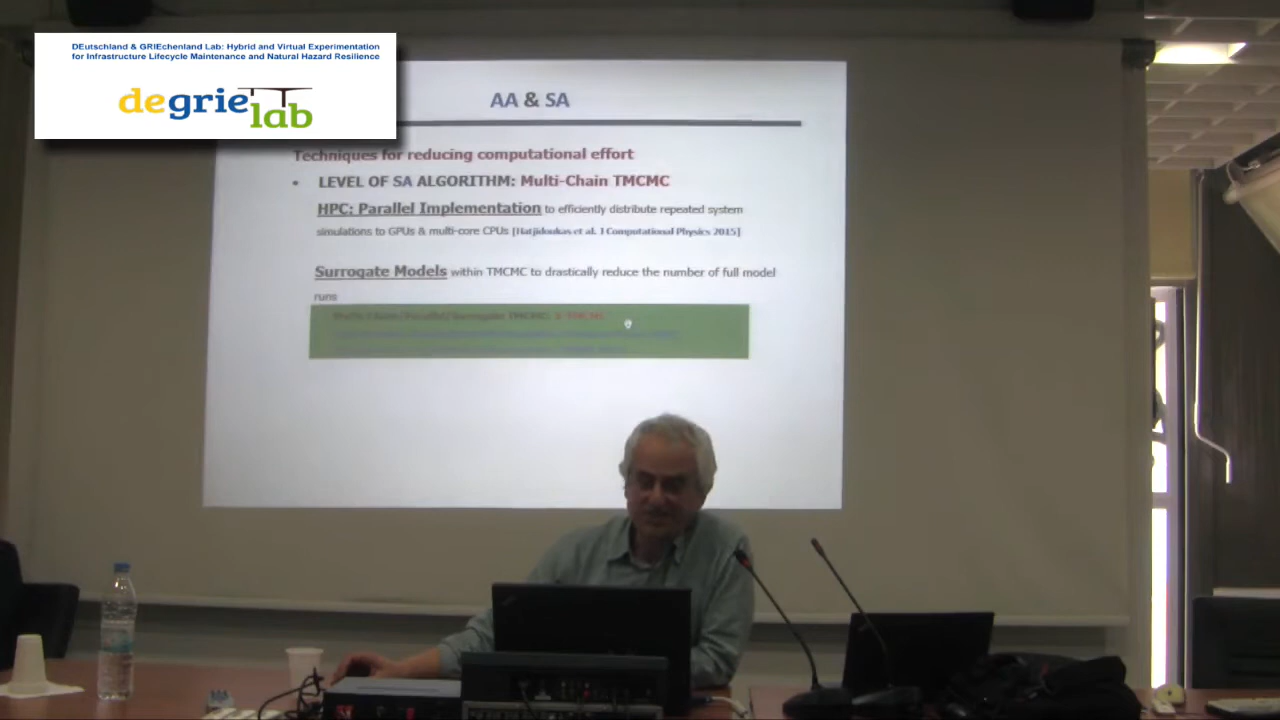 DEutschland & GRIEchenland Lab: Hybrid and Virtual Experimentation
for Infrastructure Lifecycle Maintenance and Natural Hazard Resilience
degrie lab
AA & SA
Techniques for reducing computational effort
• LEVEL OF SA ALGORITHM: Multi-Chain TMCMC
HPC: Parallel Implementation to efficiently distribute repeated system
simulations to GPUs & multi-core CPUs [Hatjidoukas et al. J Computational Physics 2015]
Surrogate Models within TMCMC to drastically reduce the number of full model
runs